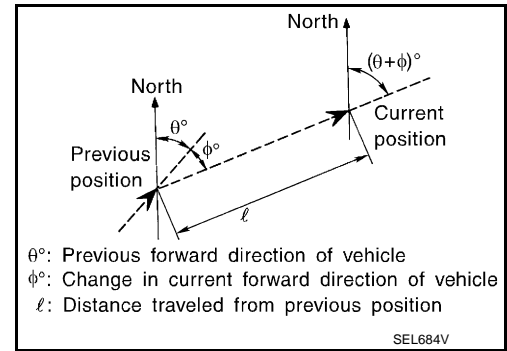 North
(θ+ϕ)°
North
θ°
ϕ°
Current
position
Previous
position
ℓ
θ°: Previous forward direction of vehicle
ϕ°: Change in current forward direction of vehicle
ℓ: Distance traveled from previous position
SEL684V